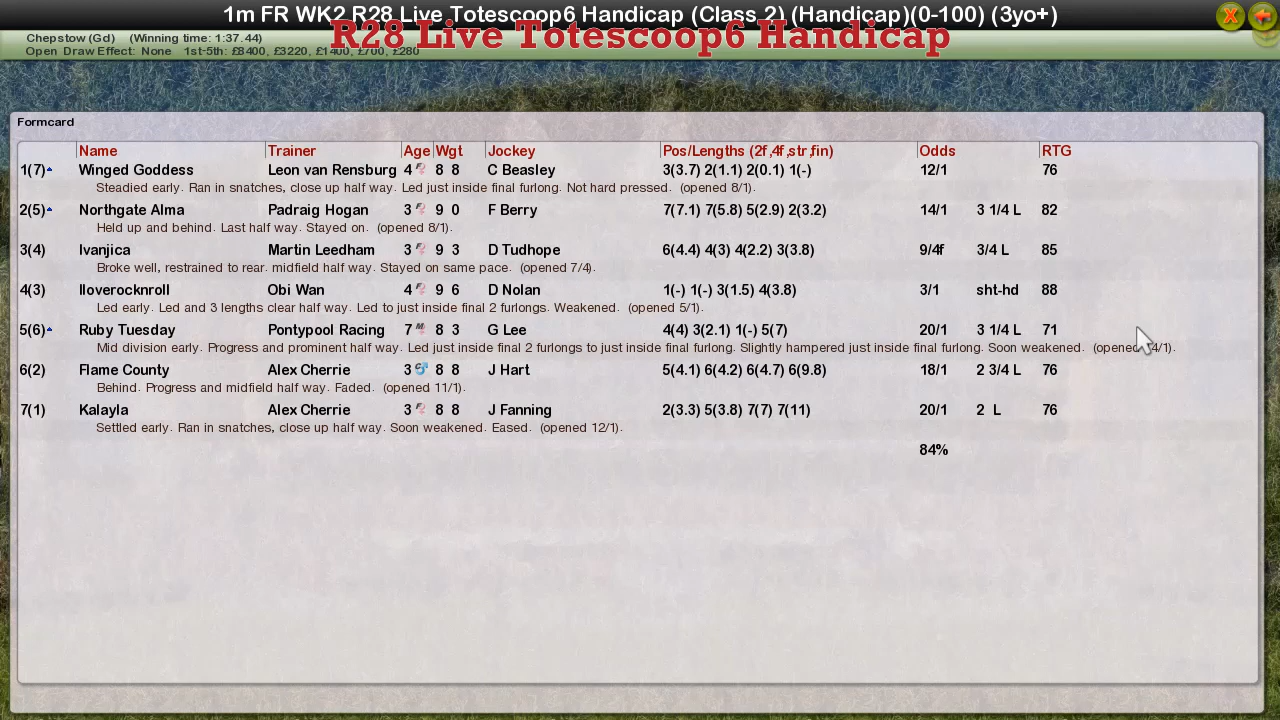 1m FR WK2 R28 Live Totescoop6 Handicap (Class 2) (Handicap)(0-100) (3yo+)
R28 Live Totescoop6 Handicap
Chepstow (Gd) (Winning time: 1:37.44)
Open Draw Effect: None 1st-5th: £8400, £3220, £1400, £700, £280
Formcard
Name Trainer Age Wgt Jockey Pos/Lengths (2f,4f,str,fin) Odds RTG
1(7) Winged Goddess Leon van Rensburg 4 8 8 C Beasley 3(3.7) 2(1.1) 2(0.1) 1(-) 12/1 76
Steadied early. Ran in snatches, close up half way. Led just inside final furlong. Not hard pressed. (opened 8/1).
2(5) Northgate Alma Padraig Hogan 3 9 0 F Berry 7(7.1) 7(5.8) 5(2.9) 2(3.2) 14/1 3 1/4 L 82
Held up and behind. Last half way. Stayed on. (opened 8/1).
3(4) Ivanjica Martin Leedham 3 9 3 D Tudhope 6(4.4) 4(3) 4(2.2) 3(3.8) 9/4f 3/4 L 85
Broke well, restrained to rear. midfield half way. Stayed on same pace. (opened 7/4).
4(3) Iloverocknroll Obi Wan 4 9 6 D Nolan 1(-) 1(-) 3(1.5) 4(3.8) 3/1 sht-hd 88
Led early. Led and 3 lengths clear half way. Led to just inside final 2 furlongs. Weakened. (opened 5/1).
5(6) Ruby Tuesday Pontypool Racing 7 8 3 G Lee 4(4) 3(2.1) 1(-) 5(7) 20/1 3 1/4 L 71
Mid division early. Progress and prominent half way. Led just inside final 2 furlongs to just inside final furlong. Slightly hampered just inside final furlong. Soon weakened. (opened 4/1).
6(2) Flame County Alex Cherrie 3 8 8 J Hart 5(4.1) 6(4.2) 6(4.7) 6(9.8) 18/1 2 3/4 L 76
Behind. Progress and midfield half way. Faded. (opened 11/1).
7(1) Kalayla Alex Cherrie 3 8 8 J Fanning 2(3.3) 5(3.8) 7(7) 7(11) 20/1 2 L 76
Settled early. Ran in snatches, close up half way. Soon weakened. Eased. (opened 12/1).
84%